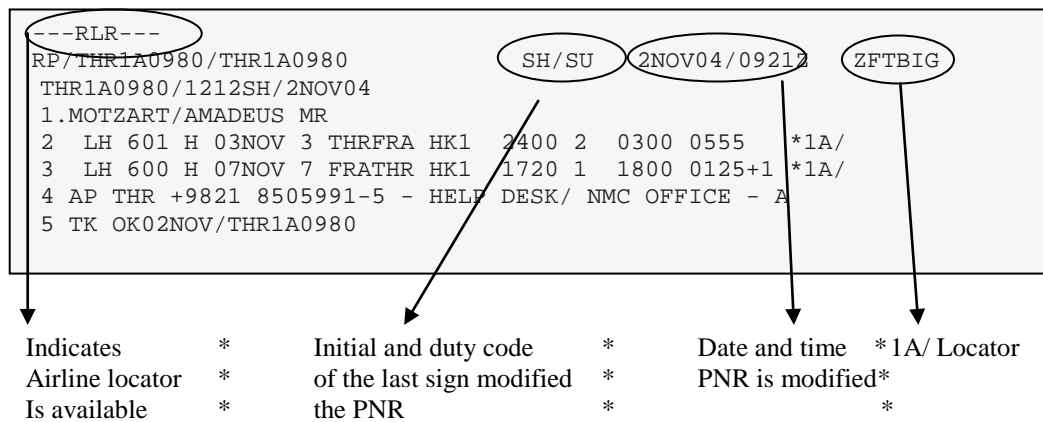 ---RLR---
RP/THR1A0980/THR1A0980 SH/SU 2NOV04/0921Z ZFTBIG
THR1A0980/1212SH/2NOV04
1.MOTZART/AMADEUS MR
2 LH 601 H 03NOV 3 THRFRA HK1 2400 2 0300 0555 *1A/
3 LH 600 H 07NOV 7 FRATHR HK1 1720 1 1800 0125+1 *1A/
4 AP THR +9821 8505991-5 - HELP DESK/ NMC OFFICE - A
5 TK OK02NOV/THR1A0980
Indicates * Initial and duty code * Date and time *1A/ Locator
Airline locator * of the last sign modified * PNR is modified*
Is available * the PNR * *